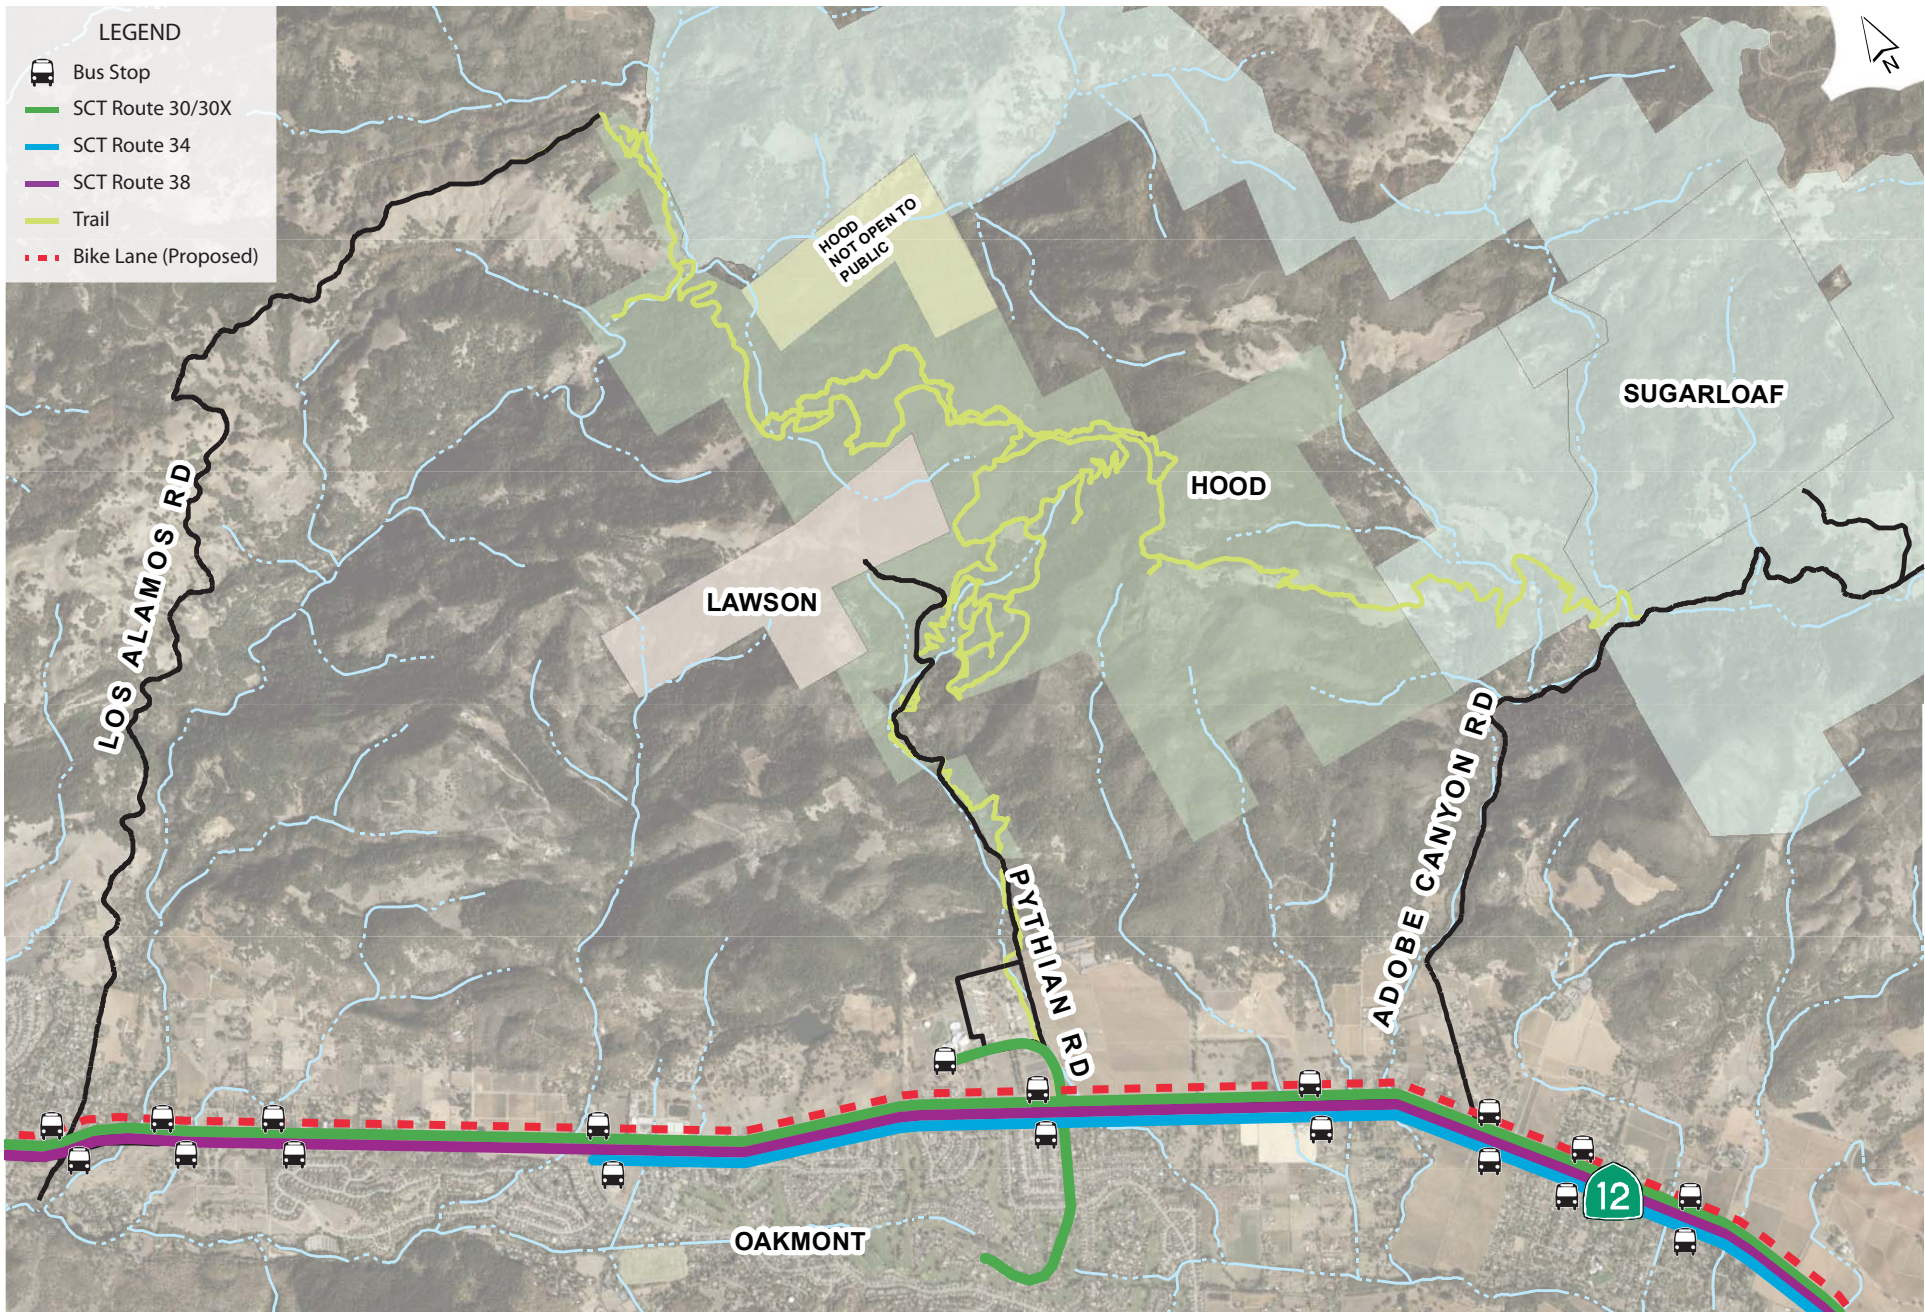 LEGEND
Bus Stop
SCT Route 30/30X
SCT Route 34
SCT Route 38
Trail
Bike Lane (Proposed)
N
HOOD
NOT OPEN TO
PUBLIC
SUGARLOAF
HOOD
LAWSON
LOS ALAMOS RD
PYTHIAN RD
ADOBE CANYON RD
12
OAKMONT